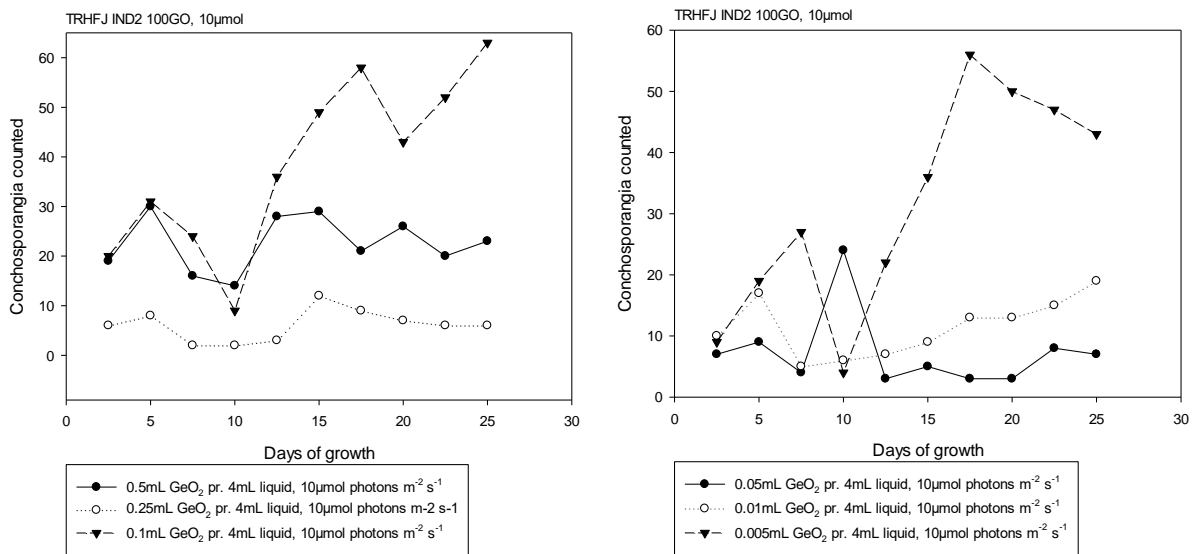 TRHFJ IND2 100GO, 10µmol
60
50
40
30
20
10
0
Conchosporangia counted
0 5 10 15 20 25 30
Days of growth
0.5mL GeO₂ pr. 4mL liquid, 10µmol photons m⁻² s⁻¹
0.25mL GeO₂ pr. 4mL liquid, 10µmol photons m-2 s-1
0.1mL GeO₂ pr. 4mL liquid, 10µmol photons m⁻² s⁻¹
TRHFJ IND2 100GO, 10µmol
60
50
40
30
20
10
0
Conchosporangia counted
0 5 10 15 20 25 30
Days of growth
0.05mL GeO₂ pr. 4mL liquid, 10µmol photons m⁻² s⁻¹
0.01mL GeO₂ pr. 4mL liquid, 10µmol photons m⁻² s⁻¹
0.005mL GeO₂ pr. 4mL liquid, 10µmol photons m⁻² s⁻¹